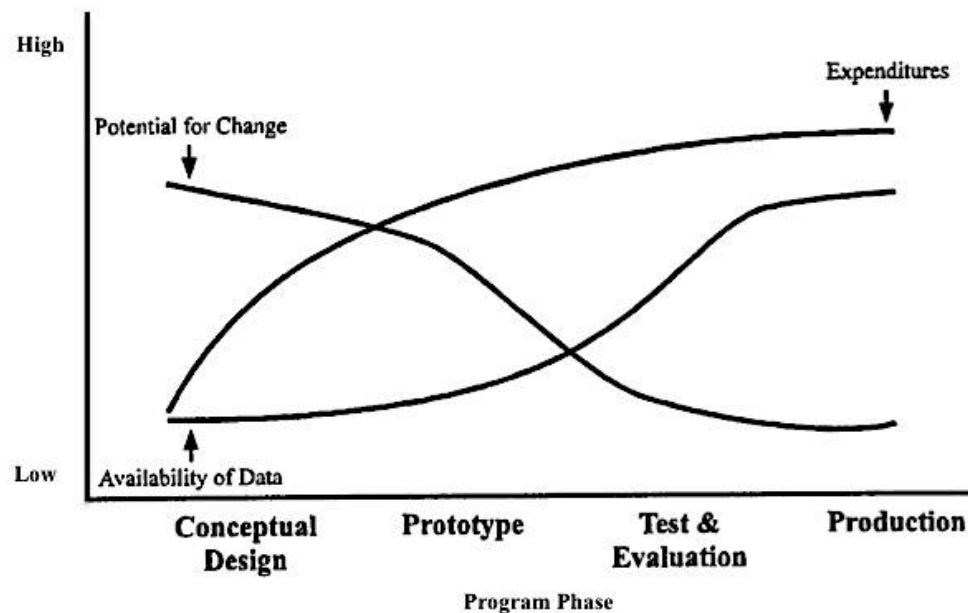 High
Expenditures
Potential for Change
Low
Availability of Data
Conceptual
Design
Prototype
Test &
Evaluation
Production
Program Phase